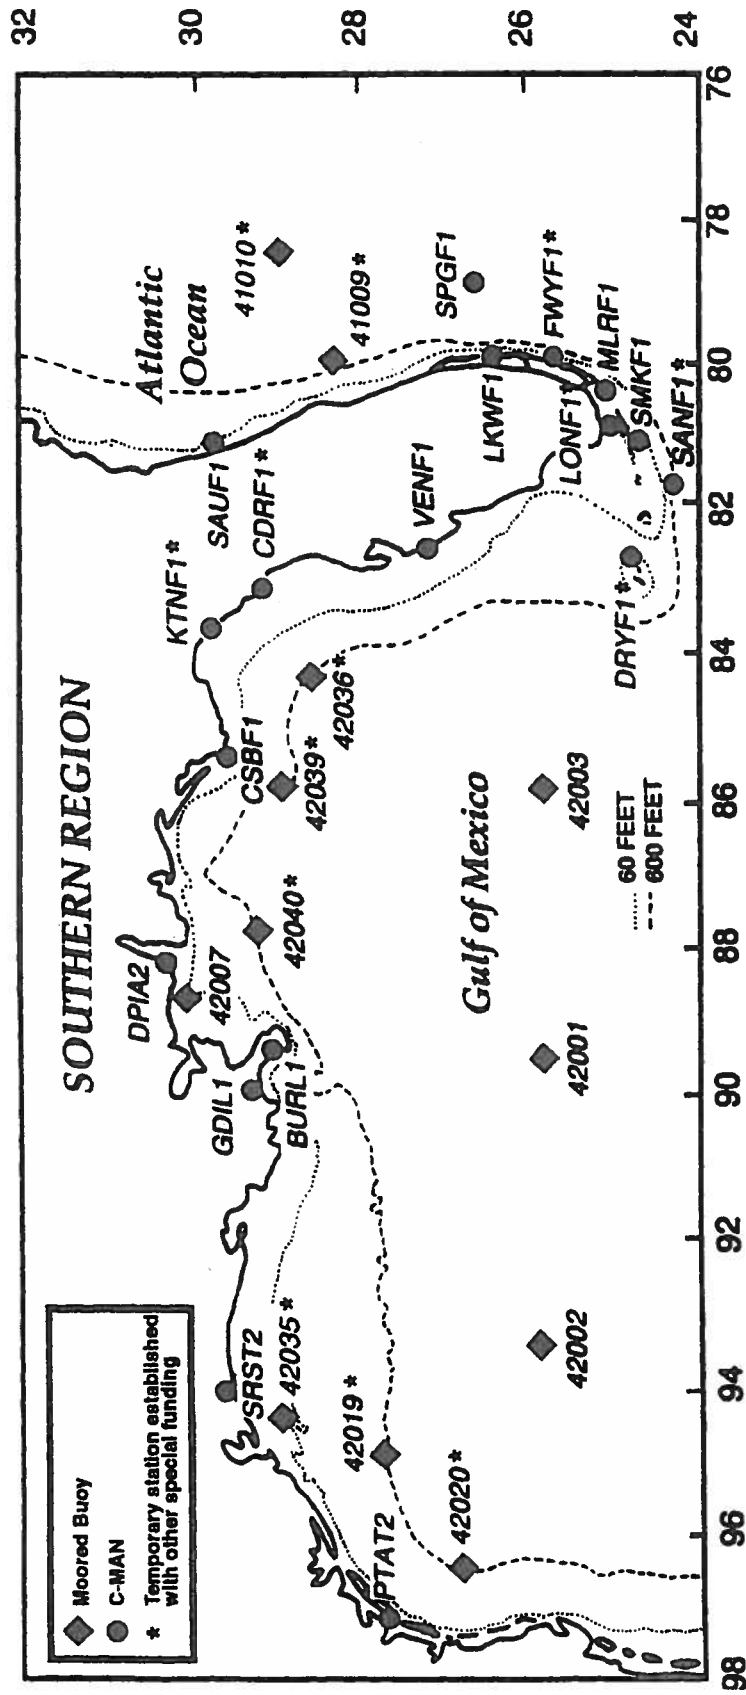 SOUTHERN REGION
Moored Buoy
C-MAN
* Temporary station established
with other special funding
Atlantic
Ocean
Gulf of Mexico
60 FEET
600 FEET
41010*
41009*
SPGF1
FWYF1*
MLRF1
SMKF1
SANF1*
LONF1*
LKWF1
SAUF1
CDRF1*
KTNF1*
VENF1
DRYF1*
CSBF1
42036*
42039*
42003
42040*
DPIA2
42007
GDIL1
BURL1
42001
42002
SRST2
42035*
42019*
42020*
PTAT2
32
30
28
26
24
98
96
94
92
90
88
86
84
82
80
78
76